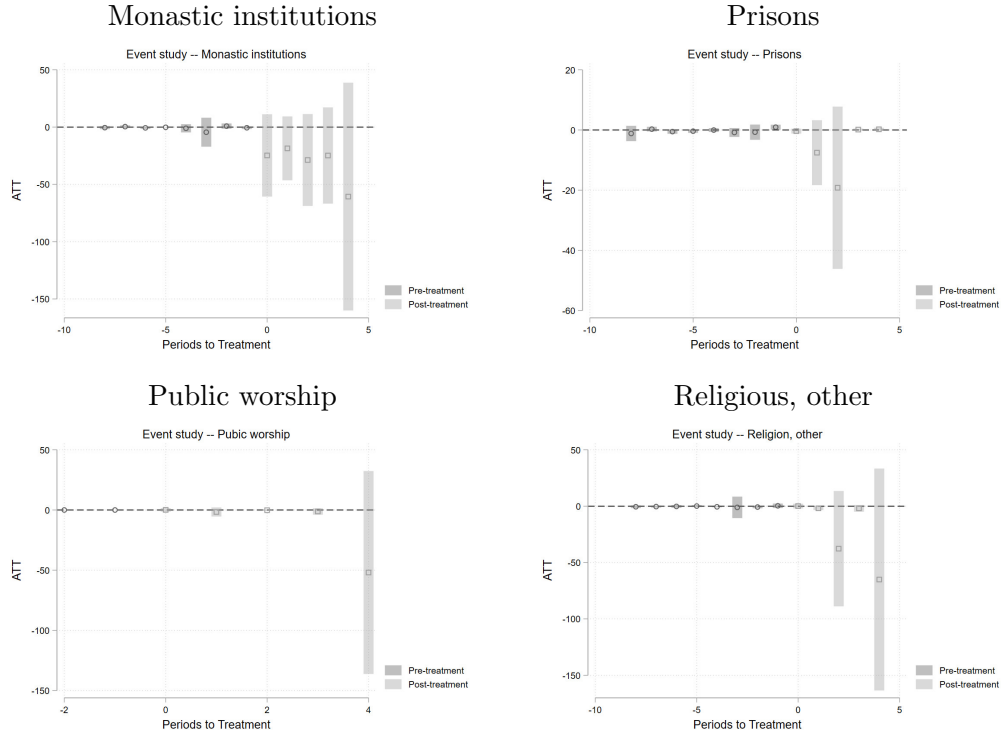 Monastic institutions
Event study -- Monastic institutions
50
0
-50
-100
-150
ATT
-10
-5
0
5
Periods to Treatment
Pre-treatment
Post-treatment
Prisons
Event study -- Prisons
20
0
-20
-40
-60
ATT
-10
-5
0
5
Periods to Treatment
Pre-treatment
Post-treatment
Public worship
Event study -- Pubic worship
50
0
-50
-100
-150
ATT
-2
0
2
4
Periods to Treatment
Pre-treatment
Post-treatment
Religious, other
Event study -- Religion, other
50
0
-50
-100
-150
ATT
-10
-5
0
5
Periods to Treatment
Pre-treatment
Post-treatment